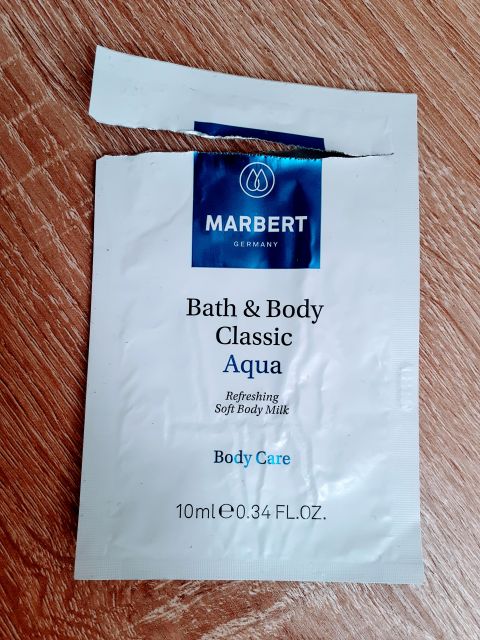 MARBERT
GERMANY
Bath & Body
Classic
Aqua
Refreshing
Soft Body Milk
Body Care
10ml℮0.34 FL.OZ.